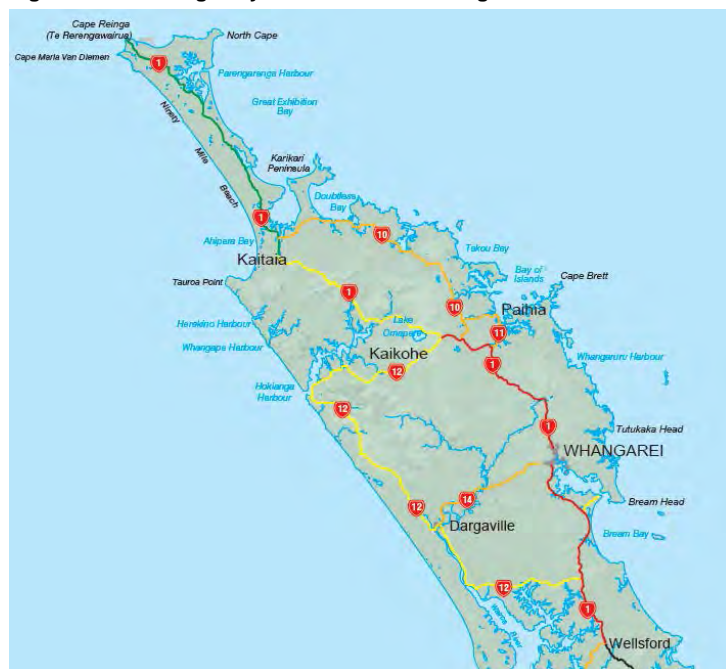 Cape Reinga
(Te Rerengawairua)
North Cape
Cape Maria Van Diemen
1
Parengaranga Harbour
Great Exhibition
Bay
Ninety
Mile
Beach
Karikari
Peninsula
Doubtless
Bay
1
10
Ahipara Bay
Takou Bay
Kaitaia
Bay of
Islands
Cape Brett
Tauroa Point
1
10
Paihia
Herekino Harbour
Lake
Omapere
11
Whangape Harbour
Kaikohe
1
Whangaruru Harbour
12
Hokianga
Harbour
12
1
Tutukaka Head
WHANGAREI
14
Bream Head
12
Dargaville
Bream Bay
12
1
Wellsford